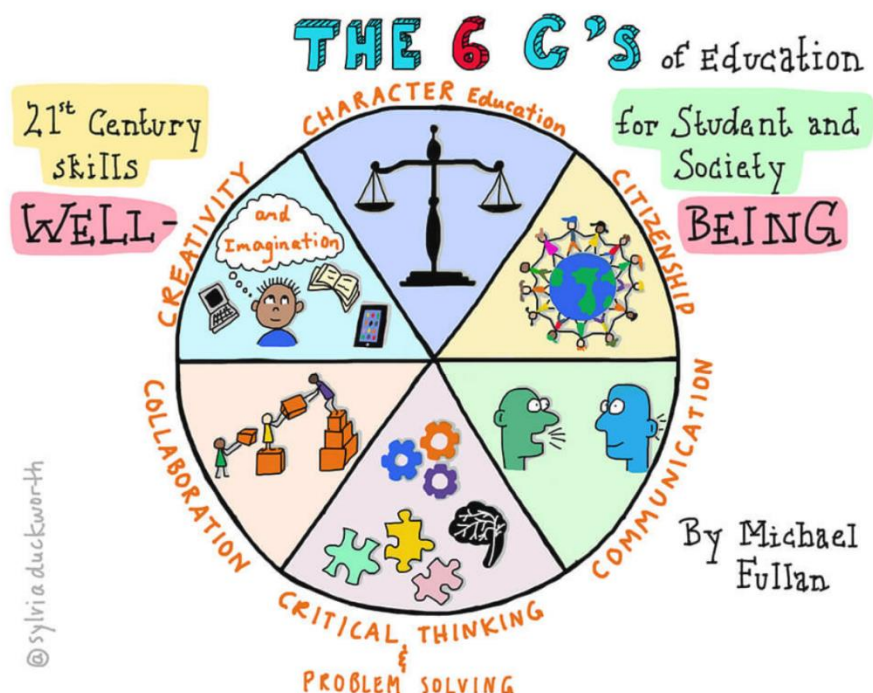 THE 6 C'S of Education
21st Century
skills
WELL-
for Student and
Society
BEING
CHARACTER Education
CITIZENSHIP
COMMUNICATION
CRITICAL THINKING
&
PROBLEM SOLVING
COLLABORATION
CREATIVITY
and
Imagination
By Michael
Fullan
@sylviaduckworth